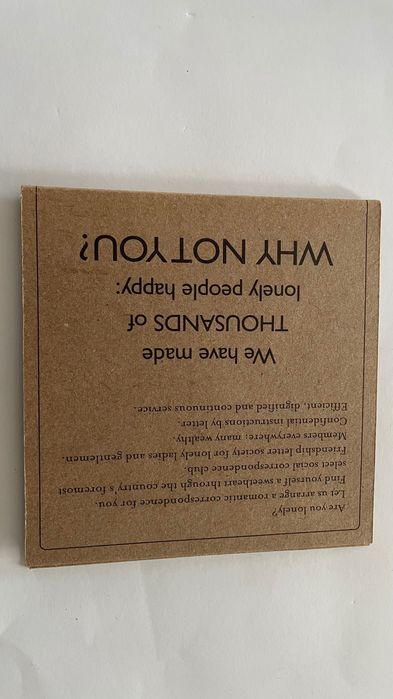 Are you lonely?
Let us arrange a romantic correspondence for you.
Find yourself a sweetheart through the country's foremost
select social correspondence club.
Friendship letter society for lonely ladies and gentlemen.
Members everywhere; many wealthy.
Confidential instructions by letter.
Efficient, dignified and continuous service.
We have made
THOUSANDS of
lonely people happy:
WHY NOT YOU?